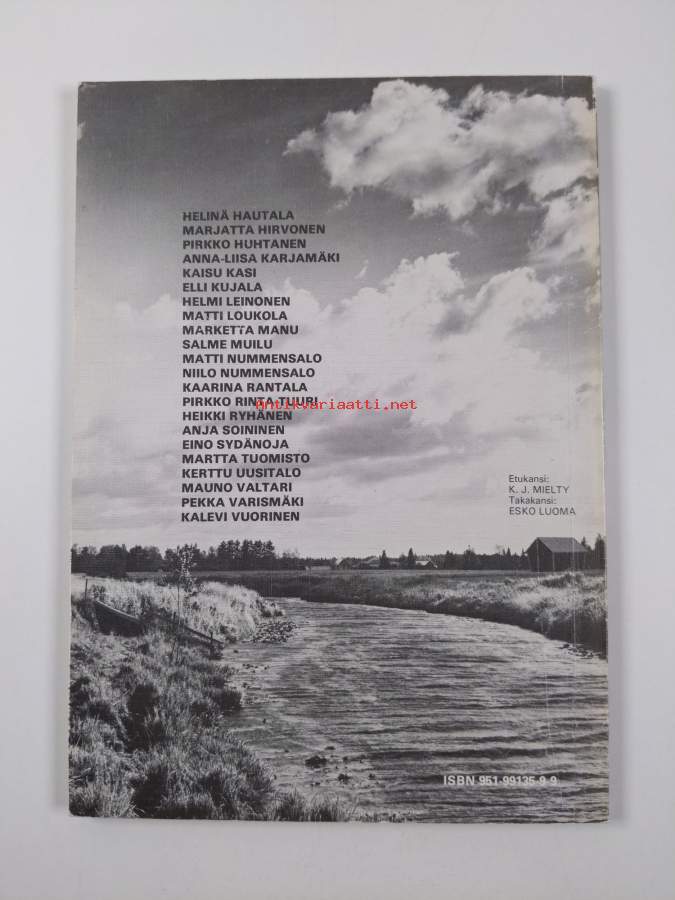 HELINÄ HAUTALA
MARJATTA HIRVONEN
PIRKKO HUHTANEN
ANNA-LIISA KARJAMÄKI
KAISU KASI
ELLI KUJALA
HELMI LEINONEN
MATTI LOUKOLA
MARKETTA MANU
SALME MUILU
MATTI NUMMENSALO
NIILO NUMMENSALO
KAARINA RANTALA
PIRKKO RINTA-TUURI
Antikvariaatti.net
HEIKKI RYHÄNEN
ANJA SOININEN
EINO SYDÄNOJA
MARTTA TUOMISTO
KERTTU UUSITALO
MAUNO VALTARI
PEKKA VARISMÄKI
KALEVI VUORINEN
Etukansi:
K. J. MIELTY
Takakansi:
ESKO LUOMA
ISBN 951-99135-9-9